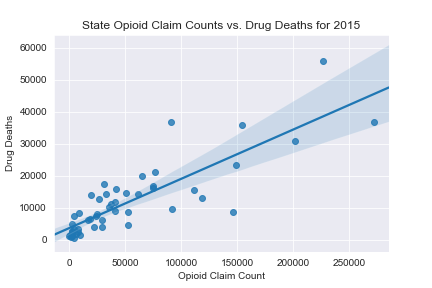 State Opioid Claim Counts vs. Drug Deaths for 2015
60000
50000
40000
30000
20000
10000
0
Drug Deaths
0 50000 100000 150000 200000 250000
Opioid Claim Count